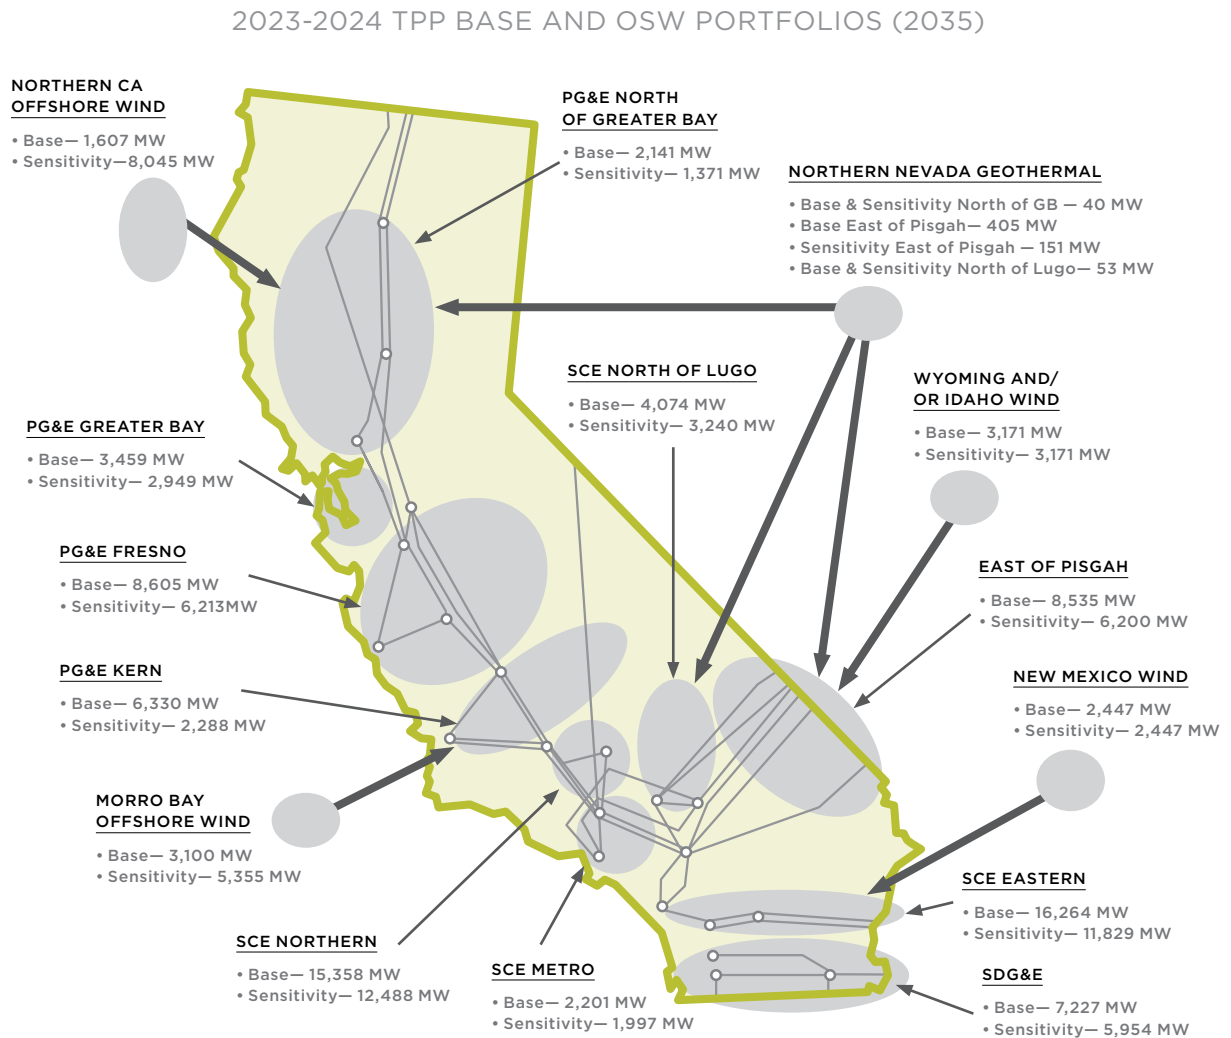 2023-2024 TPP BASE AND OSW PORTFOLIOS (2035)
NORTHERN CA
OFFSHORE WIND
• Base— 1,607 MW
• Sensitivity—8,045 MW
PG&E NORTH
OF GREATER BAY
• Base— 2,141 MW
• Sensitivity— 1,371 MW
NORTHERN NEVADA GEOTHERMAL
• Base & Sensitivity North of GB — 40 MW
• Base East of Pisgah— 405 MW
• Sensitivity East of Pisgah — 151 MW
• Base & Sensitivity North of Lugo— 53 MW
SCE NORTH OF LUGO
• Base— 4,074 MW
• Sensitivity— 3,240 MW
WYOMING AND/
OR IDAHO WIND
• Base— 3,171 MW
• Sensitivity— 3,171 MW
PG&E GREATER BAY
• Base— 3,459 MW
• Sensitivity— 2,949 MW
PG&E FRESNO
• Base— 8,605 MW
• Sensitivity— 6,213MW
EAST OF PISGAH
• Base— 8,535 MW
• Sensitivity— 6,200 MW
PG&E KERN
• Base— 6,330 MW
• Sensitivity— 2,288 MW
NEW MEXICO WIND
• Base— 2,447 MW
• Sensitivity— 2,447 MW
MORRO BAY
OFFSHORE WIND
• Base— 3,100 MW
• Sensitivity— 5,355 MW
SCE EASTERN
• Base— 16,264 MW
• Sensitivity— 11,829 MW
SCE NORTHERN
• Base— 15,358 MW
• Sensitivity— 12,488 MW
SCE METRO
• Base— 2,201 MW
• Sensitivity— 1,997 MW
SDG&E
• Base— 7,227 MW
• Sensitivity— 5,954 MW